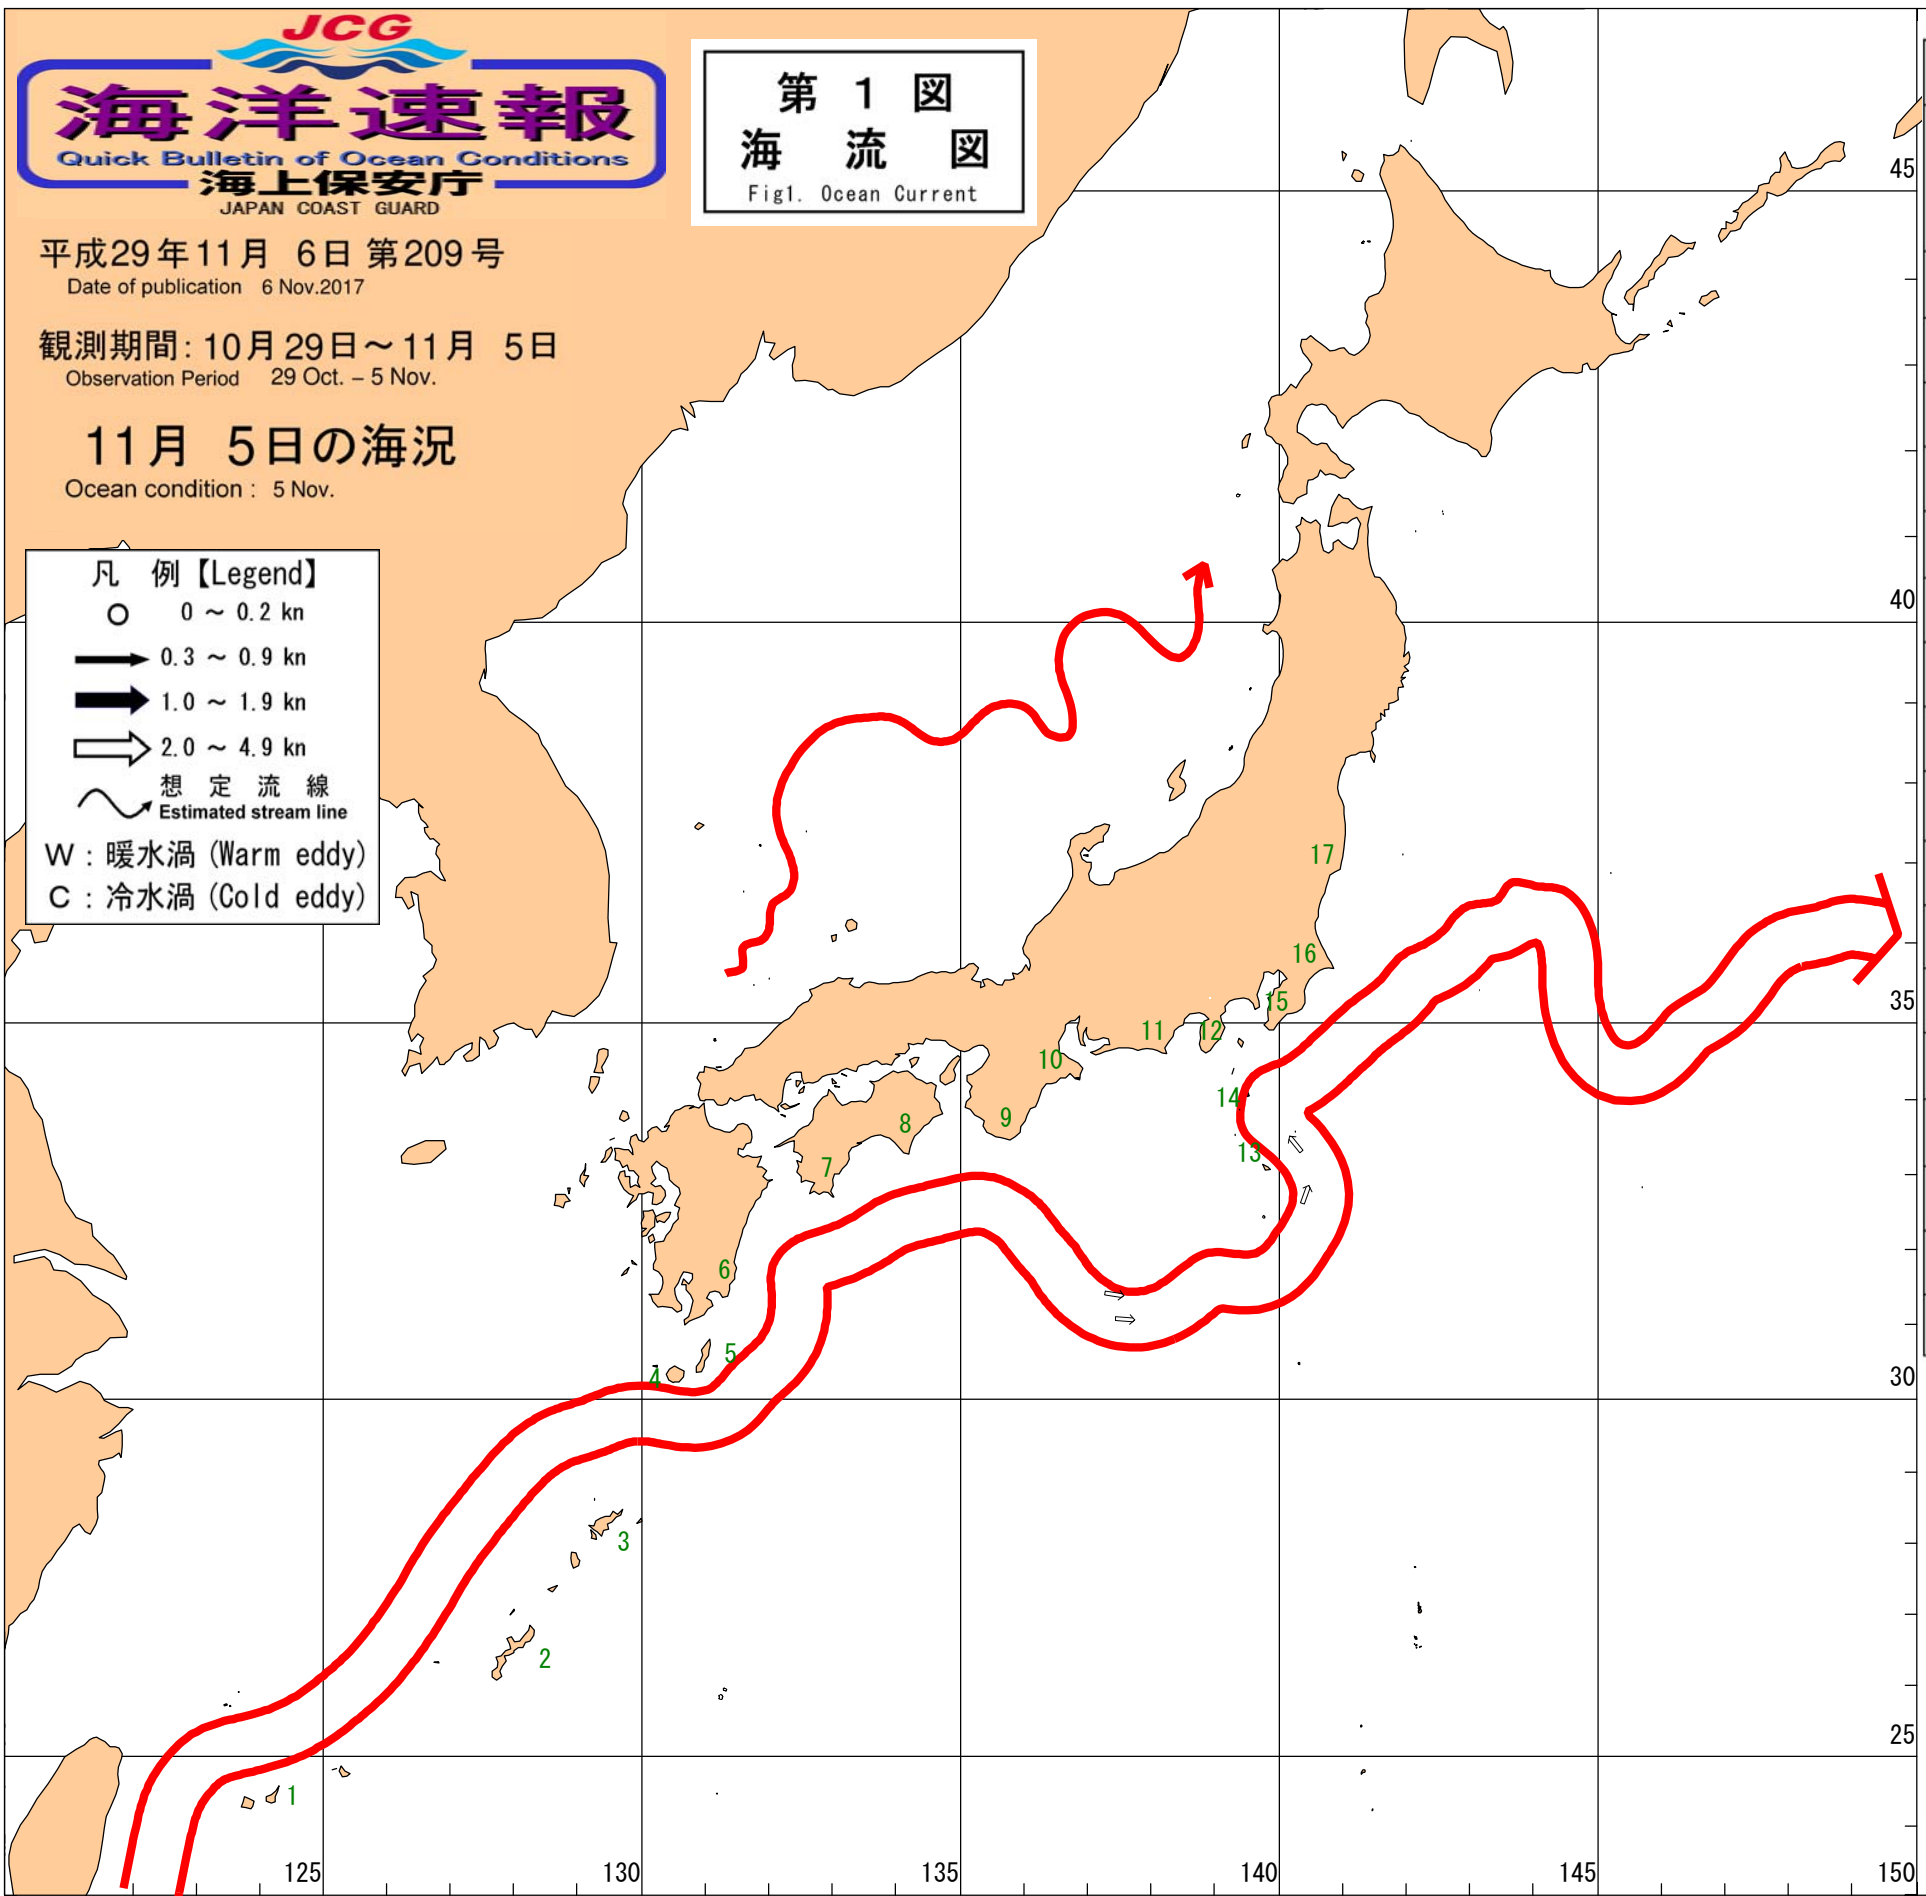 JCG
海洋速報
Quick Bulletin of Ocean Conditions
海上保安庁
JAPAN COAST GUARD
第 1 図
海 流 図
Fig1. Ocean Current
平成29年11月 6日 第209号
Date of publication 6 Nov.2017
観測期間: 10月29日～11月 5日
Observation Period 29 Oct. – 5 Nov.
11月 5日の海況
Ocean condition : 5 Nov.
凡 例【Legend】
0 ～ 0.2 kn
0.3 ～ 0.9 kn
1.0 ～ 1.9 kn
2.0 ～ 4.9 kn
想 定 流 線
Estimated stream line
W : 暖水渦 (Warm eddy)
C : 冷水渦 (Cold eddy)
45
40
35
30
25
17
16
15
14
13
12
11
10
9
8
7
6
5
4
3
2
1
125
130
135
140
145
150